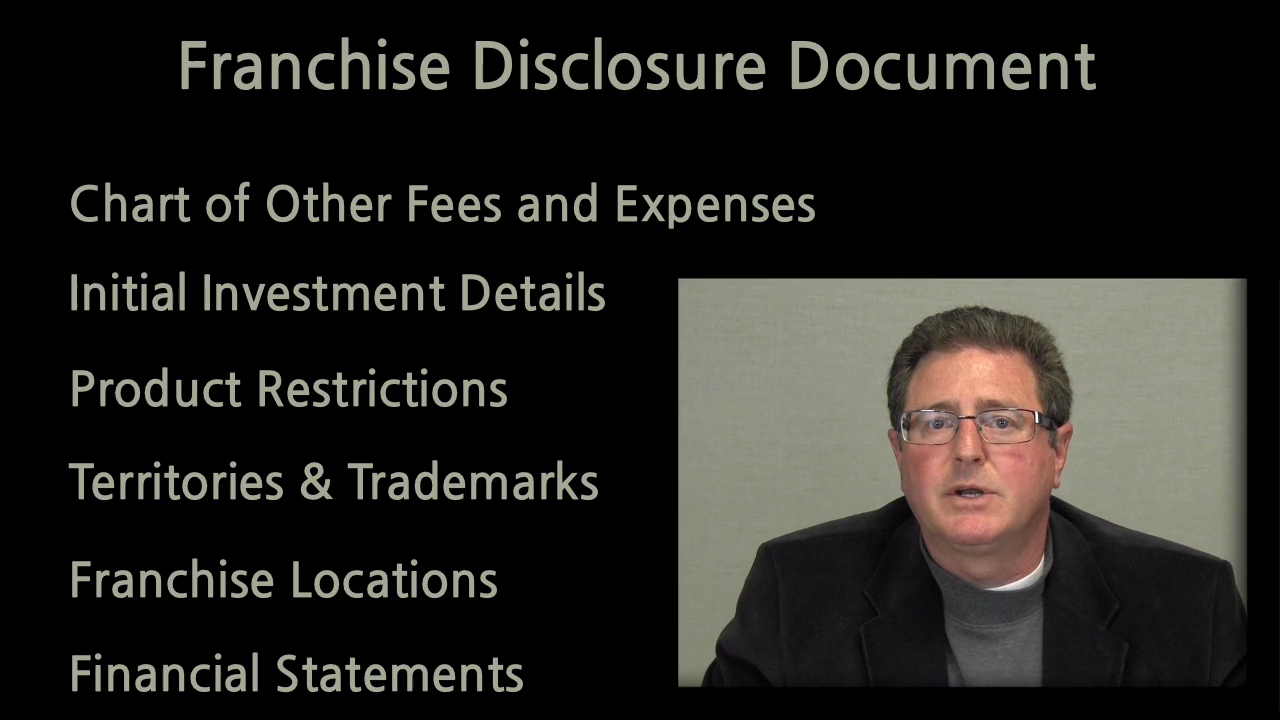 Franchise Disclosure Document
Chart of Other Fees and Expenses
Initial Investment Details
Product Restrictions
Territories & Trademarks
Franchise Locations
Financial Statements